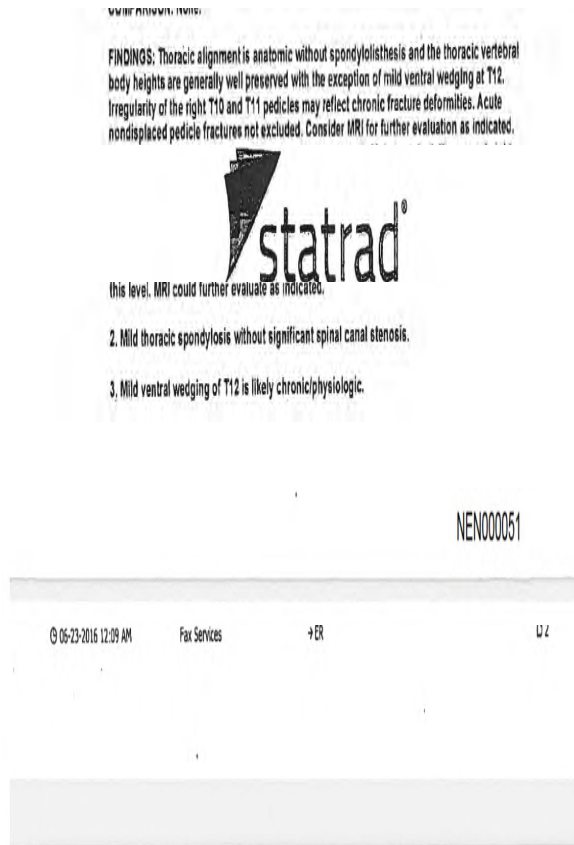 COMPARISON: None.
FINDINGS: Thoracic alignment is anatomic without spondylolisthesis and the thoracic vertebral
body heights are generally well preserved with the exception of mild ventral wedging at T12.
Irregularity of the right T10 and T11 pedicles may reflect chronic fracture deformities. Acute
nondisplaced pedicle fractures not excluded. Consider MRI for further evaluation as indicated.
statrad®
this level. MRI could further evaluate as indicated.
2. Mild thoracic spondylosis without significant spinal canal stenosis.
3. Mild ventral wedging of T12 is likely chronic/physiologic.
NEN000051
06-23-2016 12:09 AM Fax Services →ER